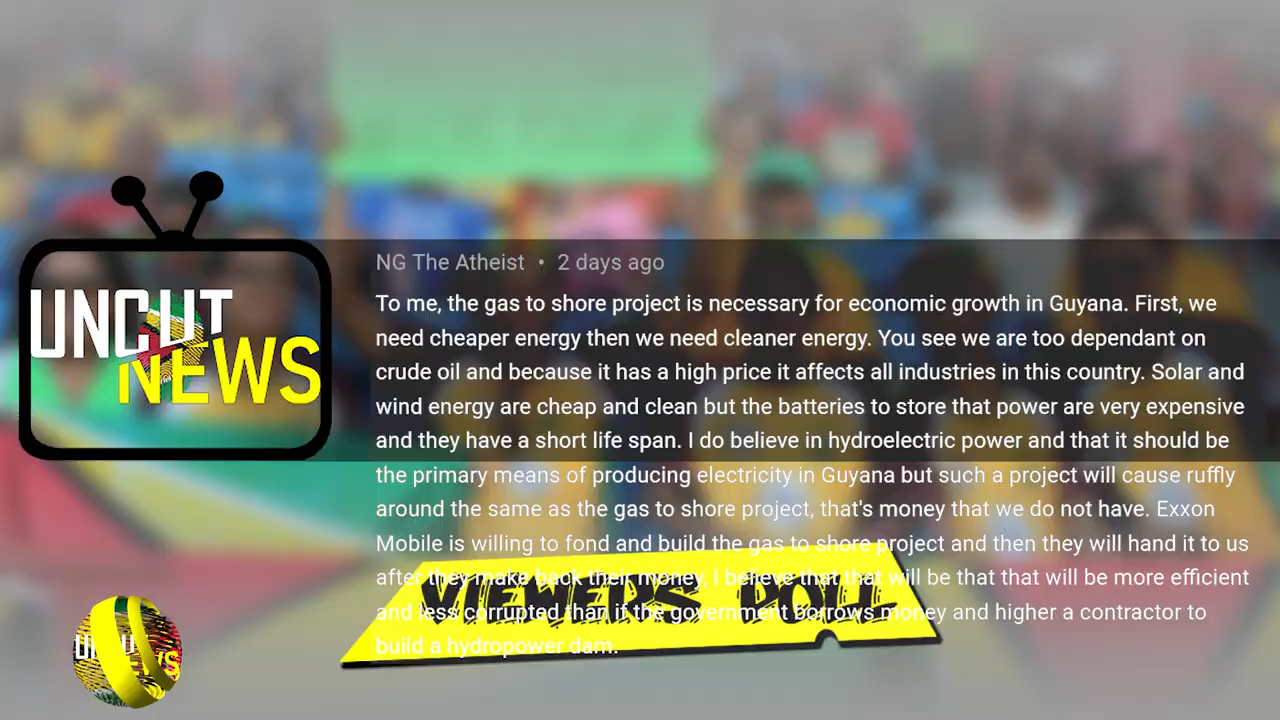 NG The Atheist • 2 days ago
To me, the gas to shore project is necessary for economic growth in Guyana. First, we
need cheaper energy then we need cleaner energy. You see we are too dependant on
crude oil and because it has a high price it affects all industries in this country. Solar and
wind energy are cheap and clean but the batteries to store that power are very expensive
and they have a short life span. I do believe in hydroelectric power and that it should be
the primary means of producing electricity in Guyana but such a project will cause ruffly
around the same as the gas to shore project, that's money that we do not have. Exxon
Mobile is willing to fond and build the gas to shore project and then they will hand it to us
after they make back their money, I believe that that will be that that will be more efficient
and less corrupted than if the government borrows money and higher a contractor to
build a hydropower dam.
UNCUT
NEWS
VIEWERS POLL
UNCUT
NEWS